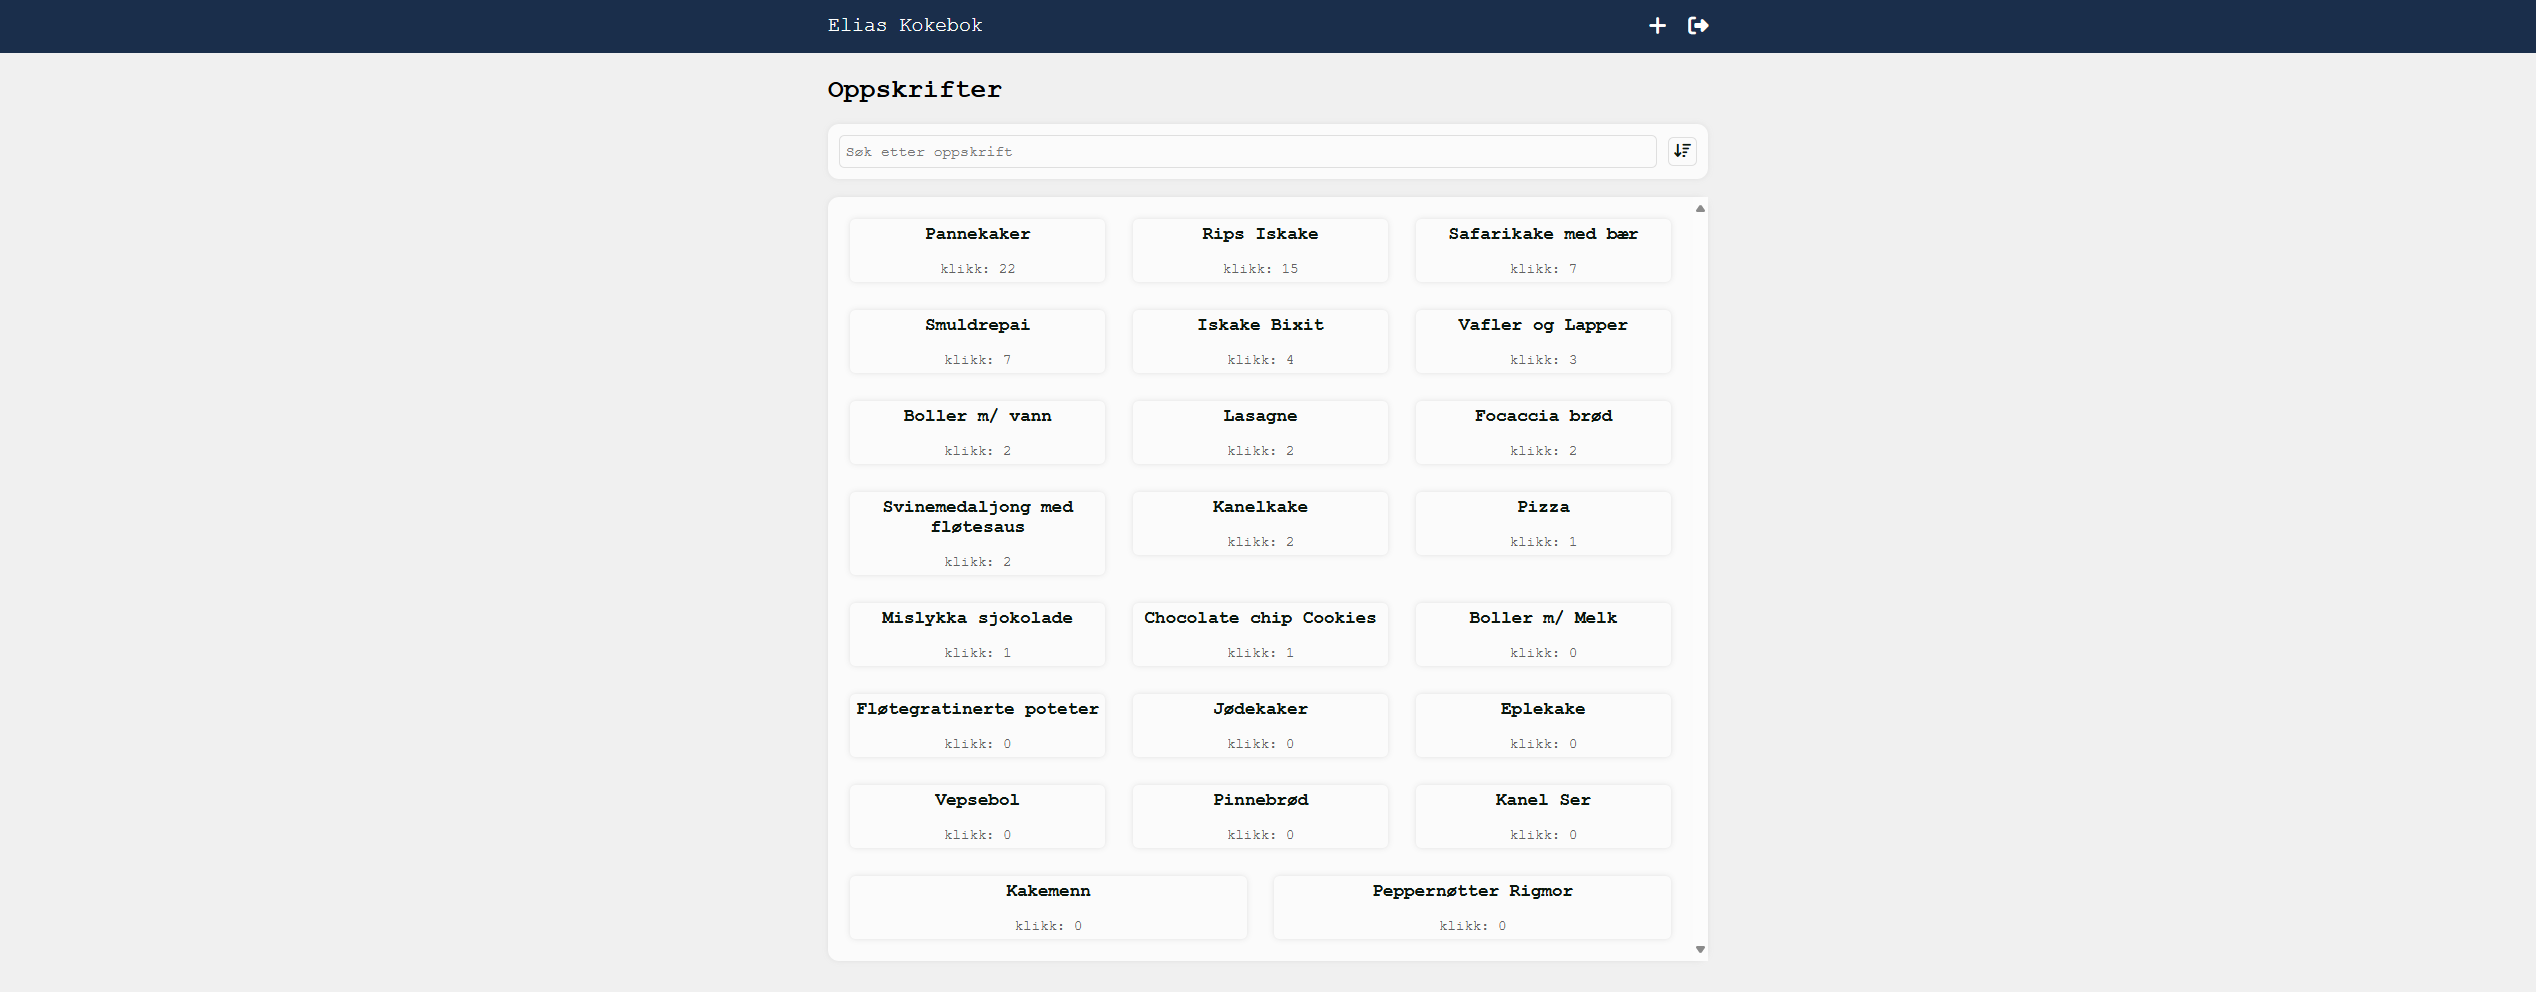 Elias Kokebok
Oppskrifter
Søk etter oppskrift
Pannekaker
klikk: 22
Rips Iskake
klikk: 15
Safarikake med bær
klikk: 7
Smuldrepai
klikk: 7
Iskake Bixit
klikk: 4
Vafler og Lapper
klikk: 3
Boller m/ vann
klikk: 2
Lasagne
klikk: 2
Focaccia brød
klikk: 2
Svinemedaljong med
fløtesaus
klikk: 2
Kanelkake
klikk: 2
Pizza
klikk: 1
Mislykka sjokolade
klikk: 1
Chocolate chip Cookies
klikk: 1
Boller m/ Melk
klikk: 0
Fløtegratinerte poteter
klikk: 0
Jødekaker
klikk: 0
Eplekake
klikk: 0
Vepsebol
klikk: 0
Pinnebrød
klikk: 0
Kanel Ser
klikk: 0
Kakemenn
klikk: 0
Peppernøtter Rigmor
klikk: 0